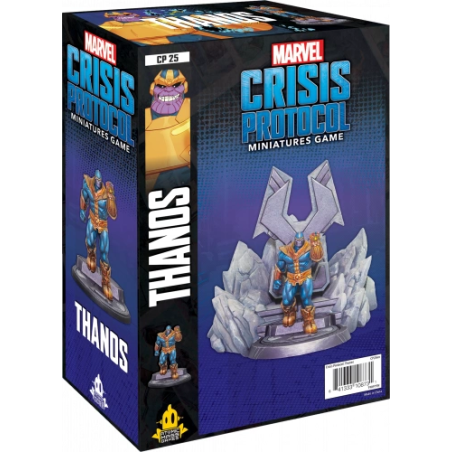 CP 25
THANOS
THANOS
MARVEL
CRISIS
PROTOCOL
MINIATURES GAME
MARVEL
CRISIS
PROTOCOL
MINIATURES GAME